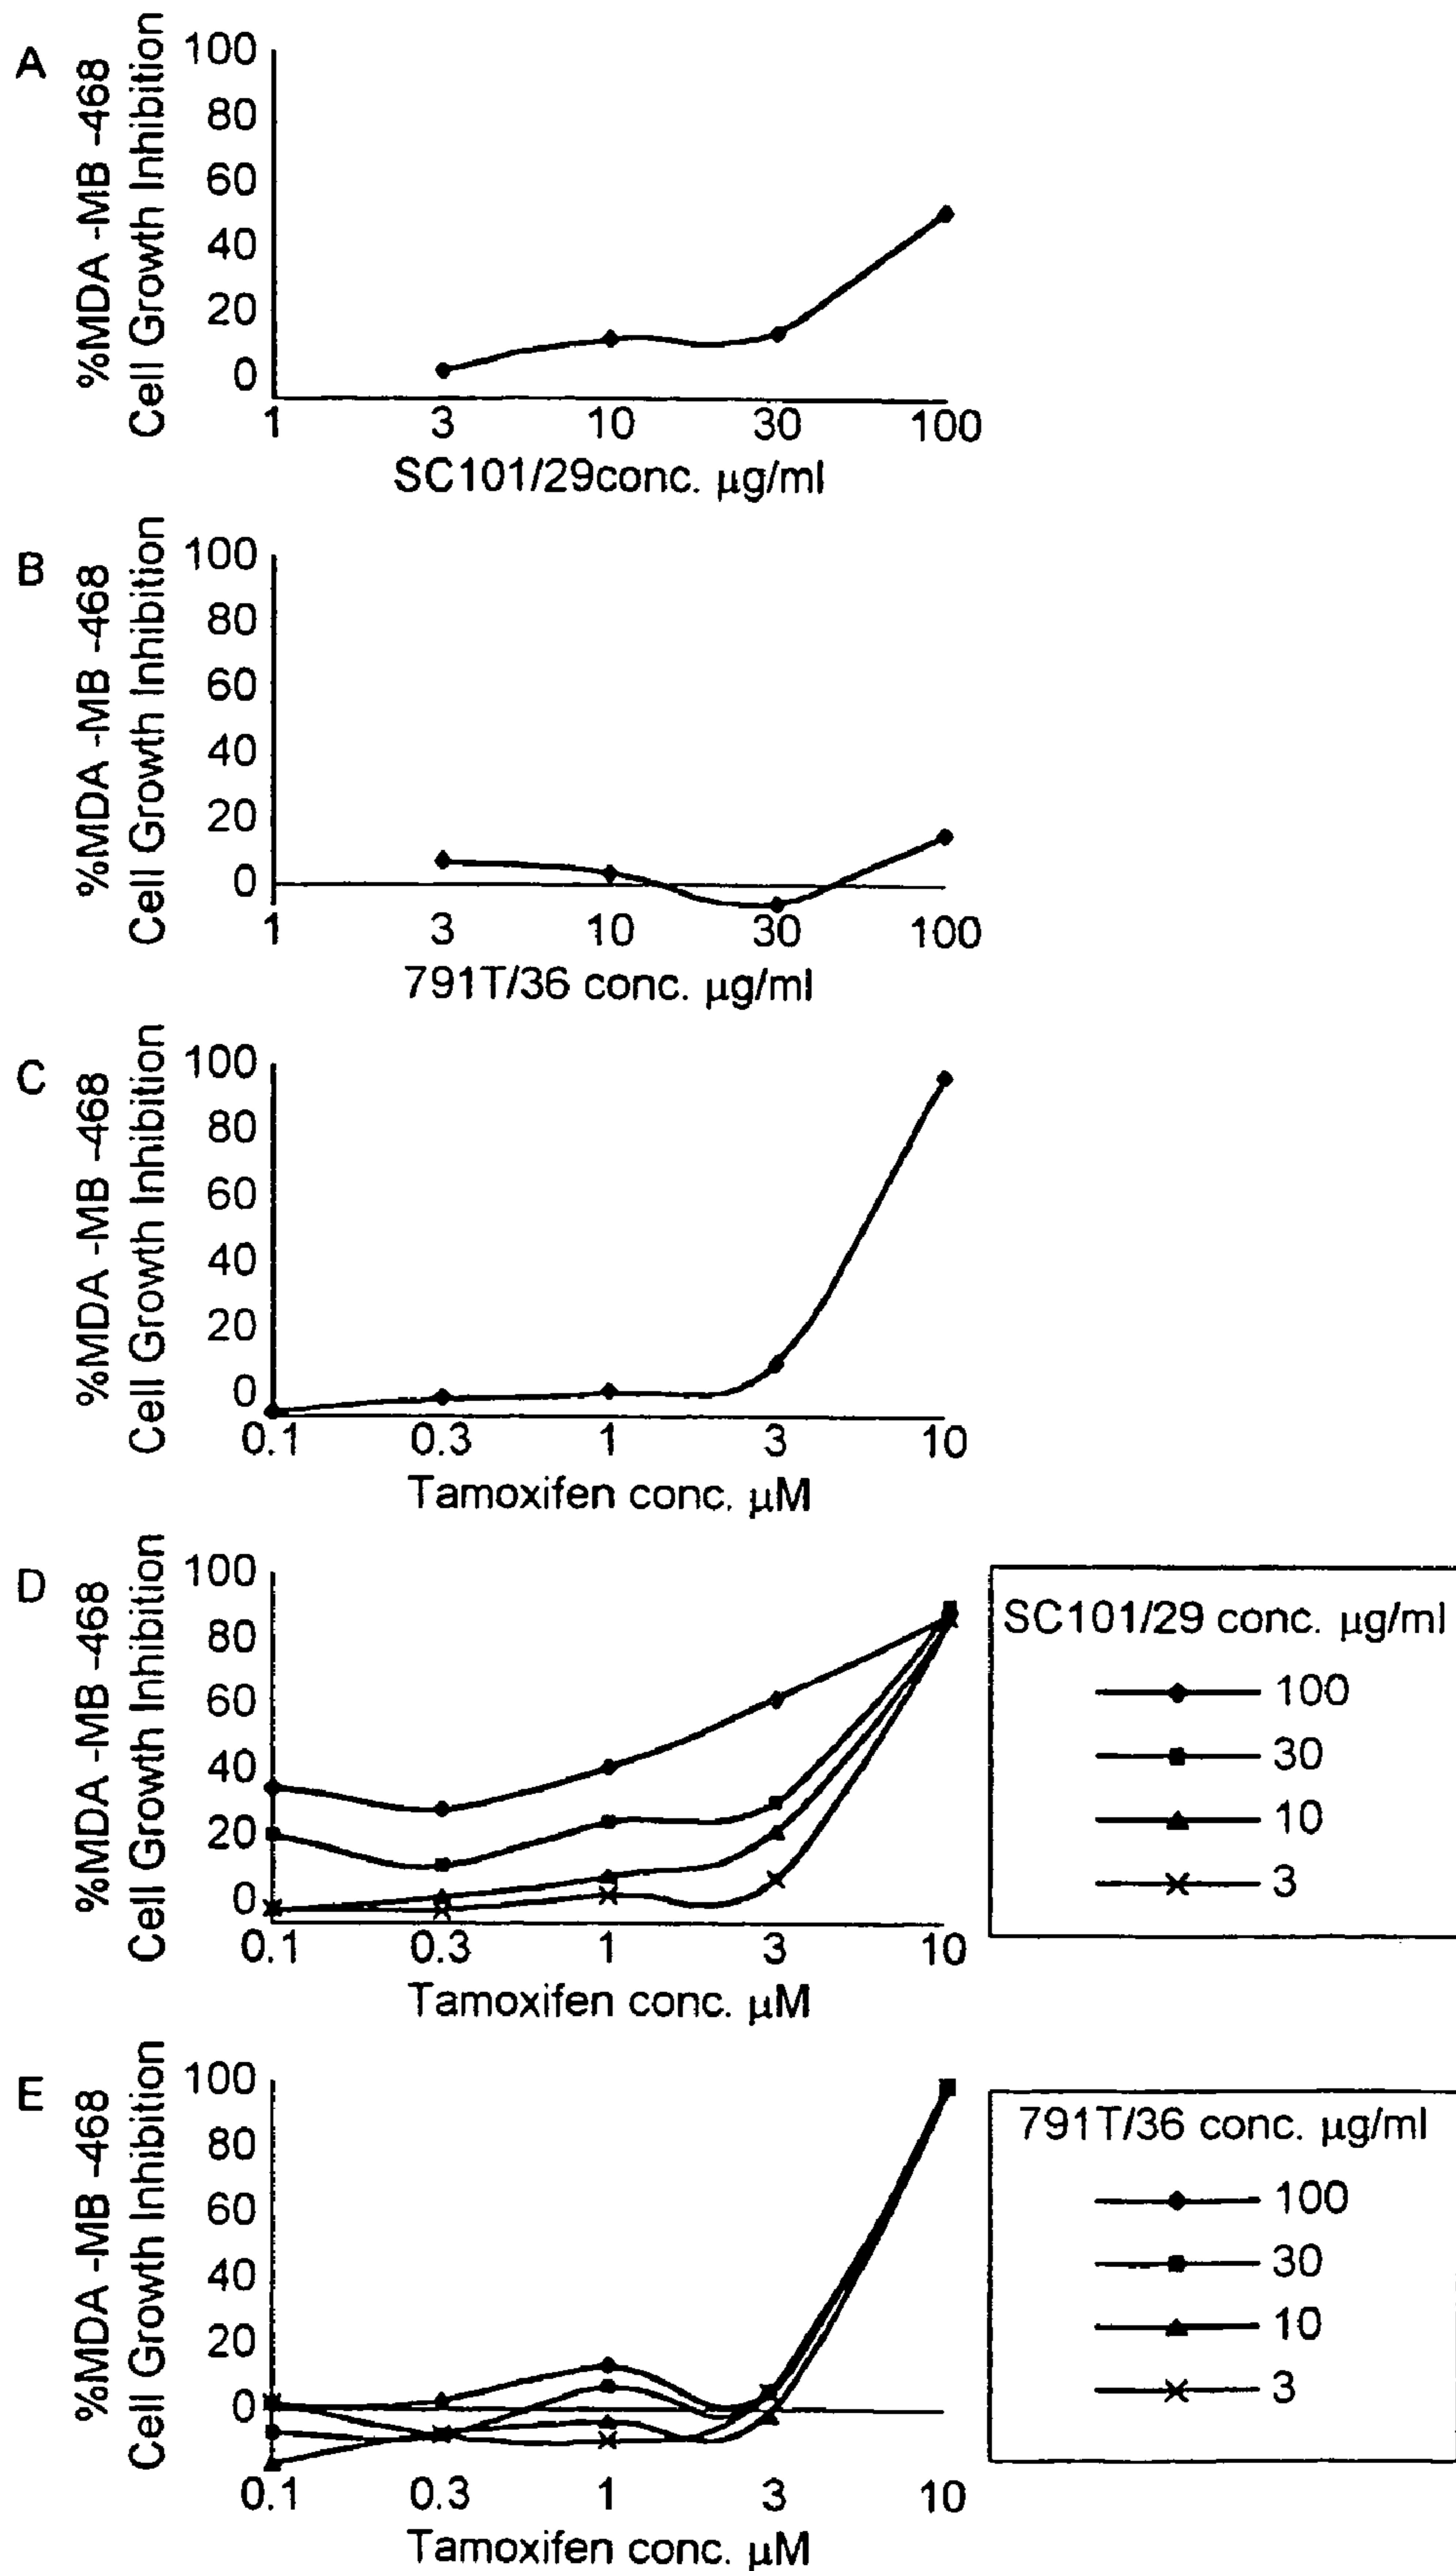 A
%MDA -MB -468
Cell Growth Inhibition
100
80
60
40
20
0
1 3 10 30 100
SC101/29conc. µg/ml
B
%MDA -MB -468
Cell Growth Inhibition
100
80
60
40
20
0
1 3 10 30 100
791T/36 conc. µg/ml
C
%MDA -MB -468
Cell Growth Inhibition
100
80
60
40
20
0
0.1 0.3 1 3 10
Tamoxifen conc. µM
D
%MDA -MB -468
Cell Growth Inhibition
100
80
60
40
20
0
0.1 0.3 1 3 10
Tamoxifen conc. µM
SC101/29 conc. µg/ml
100
30
10
3
E
%MDA -MB -468
Cell Growth Inhibition
100
80
60
40
20
0
0.1 0.3 1 3 10
Tamoxifen conc. µM
791T/36 conc. µg/ml
100
30
10
3